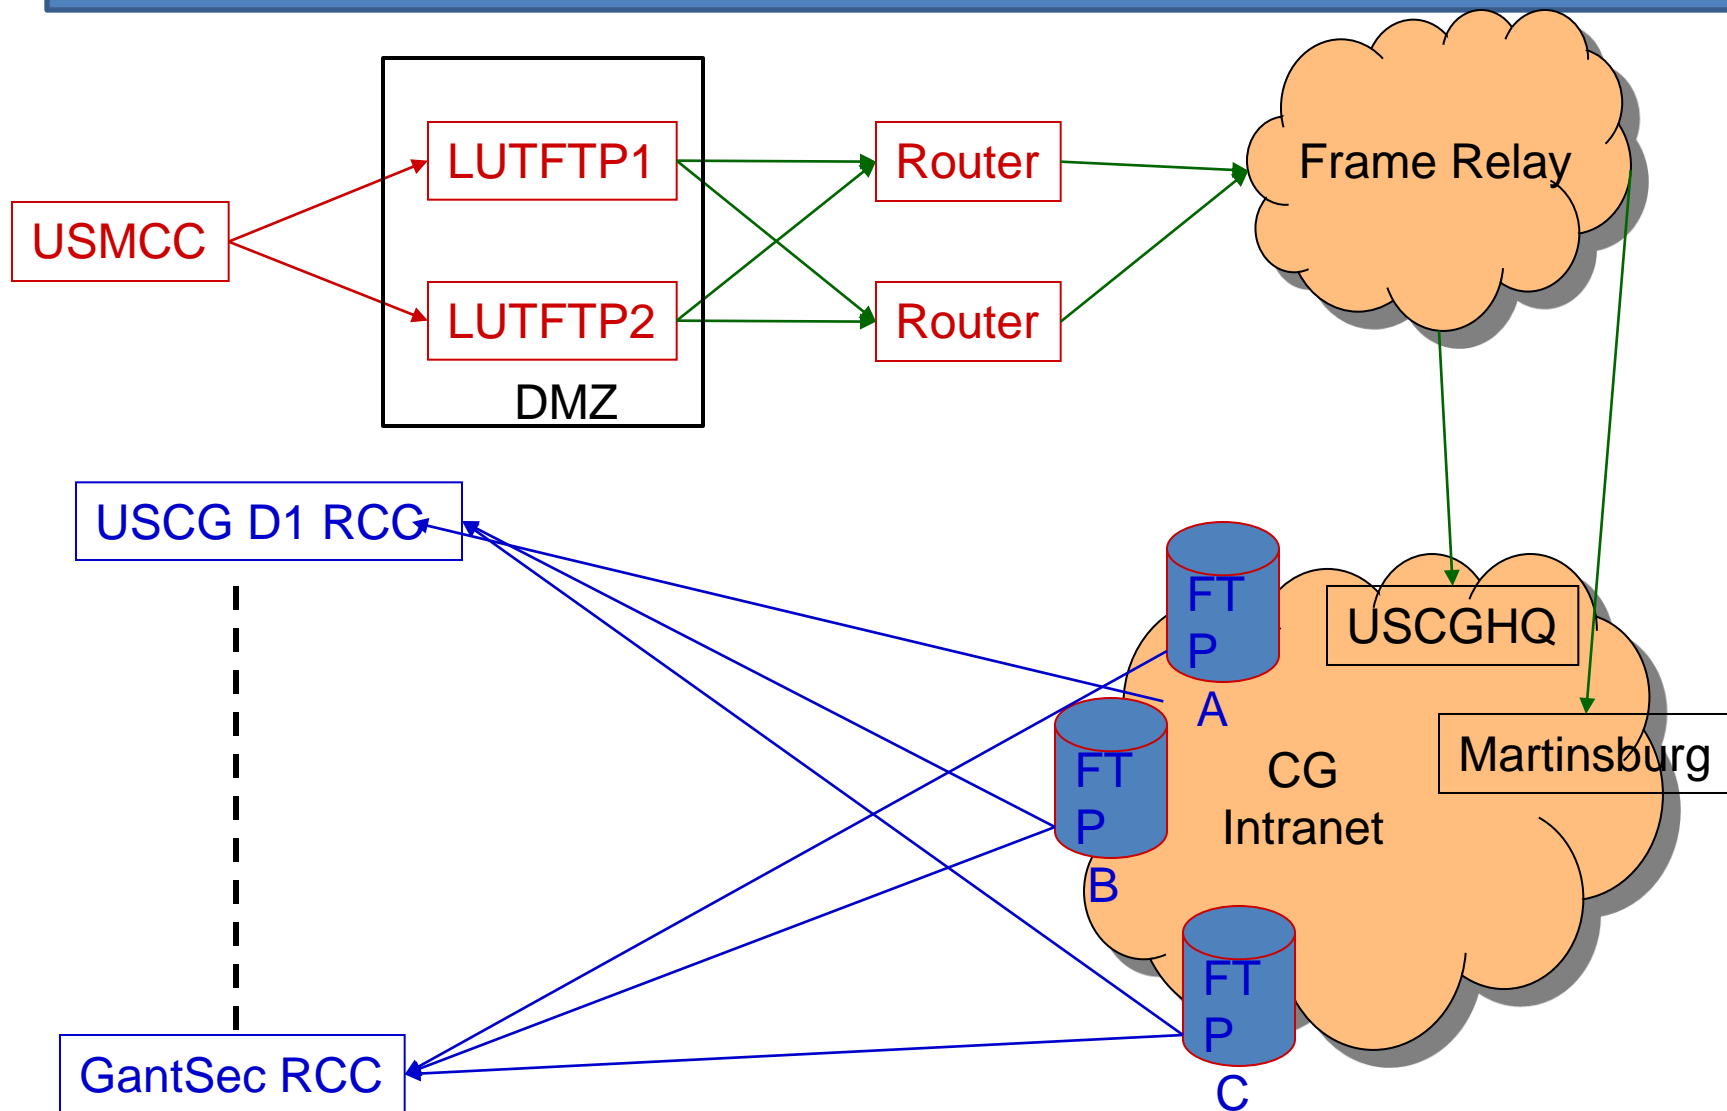 LUTFTP1
Router
Frame Relay
USMCC
LUTFTP2
Router
DMZ
USCG D1 RCC
FT
P
A
USCGHQ
FT
P
B
CG
Intranet
Martinsburg
FT
P
C
GantSec RCC